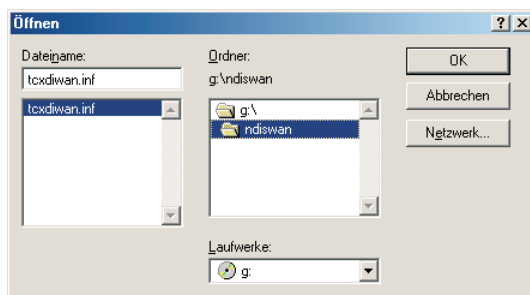 Öffnen
Dateiname:
tcxdiwan.inf
tcxdiwan.inf
Ordner:
g:\ndiswan
g:\
ndiswan
Laufwerke:
g:
OK
Abbrechen
Netzwerk...